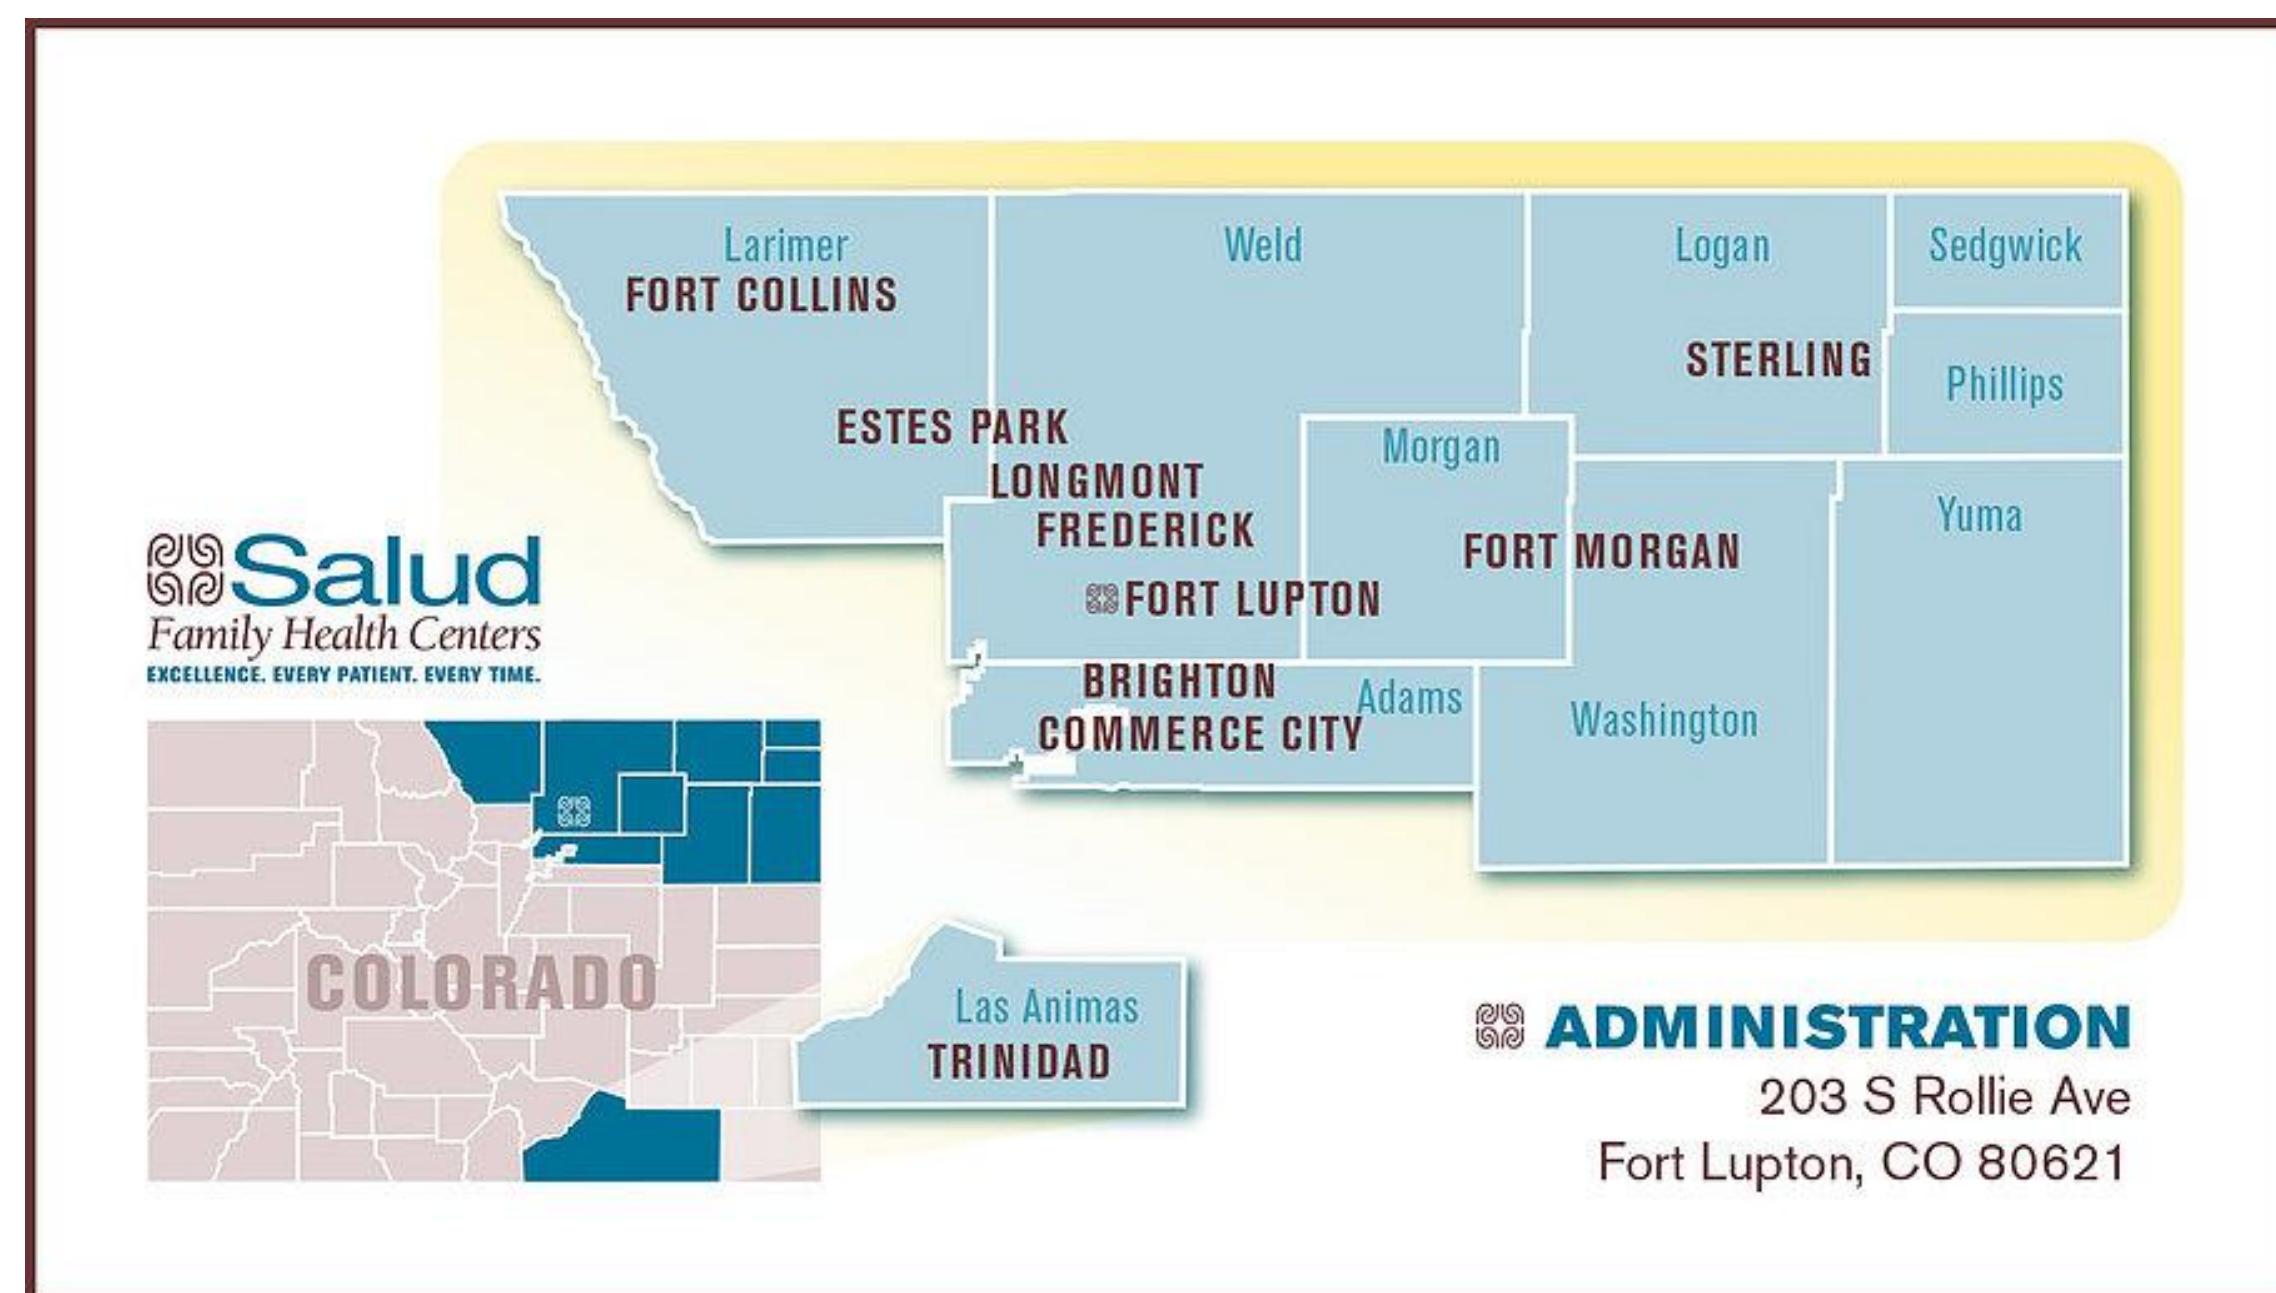 Larimer
Weld
Logan
Sedgwick
FORT COLLINS
STERLING
Phillips
ESTES PARK
Morgan
LONGMONT
FREDERICK
Yuma
FORT MORGAN
FORT LUPTON
BRIGHTON
Adams
COMMERCE CITY
Washington
Salud
Family Health Centers
EXCELLENCE. EVERY PATIENT. EVERY TIME.
COLORADO
Las Animas
TRINIDAD
ADMINISTRATION
203 S Rollie Ave
Fort Lupton, CO 80621